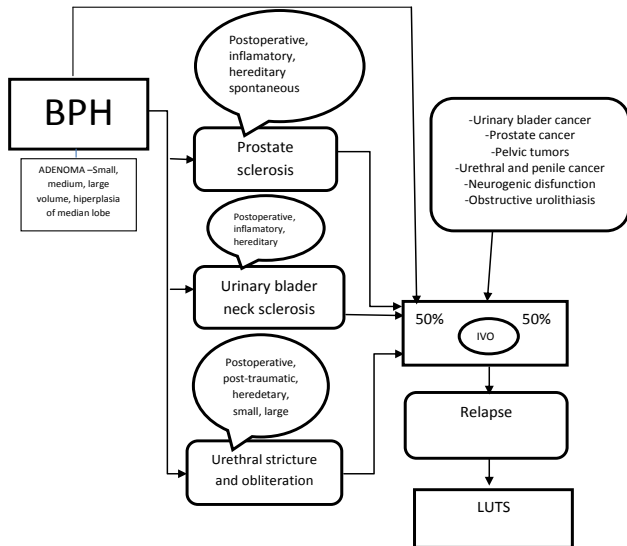 Postoperative,
inflamatory,
hereditary
spontaneous
BPH
ADENOMA –Small,
medium, large
volume, hiperplasia
of median lobe
Prostate
sclerosis
-Urinary bladder cancer
-Prostate cancer
-Pelvic tumors
-Urethral and penile cancer
-Neurogenic disfunction
-Obstructive urolithiasis
Postoperative,
inflamatory,
hereditary
Urinary bladder
neck sclerosis
50% 50%
IVO
Postoperative,
post-traumatic,
heredetary,
small, large
Relapse
Urethral stricture
and obliteration
LUTS